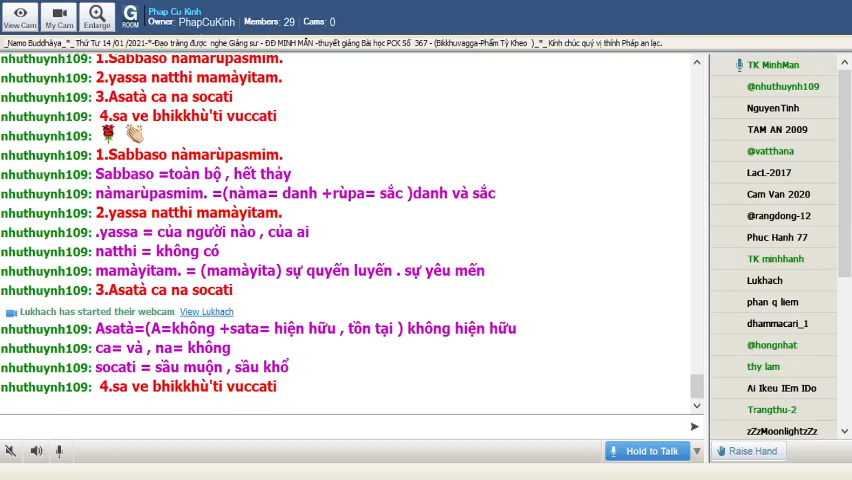 View Cam
My Cam
Enlarge
G
ROOM
Phap Cu Kinh
Owner: PhapCuKinh Members: 29 Cams: 0
_Namo Buddhàya_*_ Thứ Tư 14 /01 /2021-*-Đạo tràng được nghe Giảng sư - ĐĐ MINH MẪN -thuyết giảng Bài học PCK Số 367 - (Bikkhuvagga-Phẩm Tỳ Kheo )_*_ Kính chúc quý vị thính Pháp an lạc.
nhuthuynh109: 1.Sabbaso nàmarùpasmim.
nhuthuynh109: 2.yassa natthi mamàyitam.
nhuthuynh109: 3.Asatà ca na socati
nhuthuynh109: 4.sa ve bhikkhù'ti vuccati
nhuthuynh109:
nhuthuynh109: 1.Sabbaso nàmarùpasmim.
nhuthuynh109: Sabbaso =toàn bộ , hết thảy
nhuthuynh109: nàmarùpasmim. =(nàma= danh +rùpa= sắc )danh và sắc
nhuthuynh109: 2.yassa natthi mamàyitam.
nhuthuynh109: .yassa = của người nào , của ai
nhuthuynh109: natthi = không có
nhuthuynh109: mamàyitam. = (mamàyita) sự quyến luyến . sự yêu mến
nhuthuynh109: 3.Asatà ca na socati
Lukhach has started their webcam View Lukhach
nhuthuynh109: Asatà=(A=không +sata= hiện hữu , tồn tại ) không hiện hữu
nhuthuynh109: ca= và , na= không
nhuthuynh109: socati = sầu muộn , sầu khổ
nhuthuynh109: 4.sa ve bhikkhù'ti vuccati
TK MinhMan
@nhuthuynh109
NguyenTinh
TAM AN 2009
@vatthana
LacL-2017
Cam Van 2020
@rangdong-12
Phuc Hanh 77
TK minhhanh
Lukhach
phan q liem
dhammacari_1
@hongnhat
thy lam
Ai lkeu IEm IDo
Trangthu-2
zZzMoonlightzZz
Hold to Talk
Raise Hand